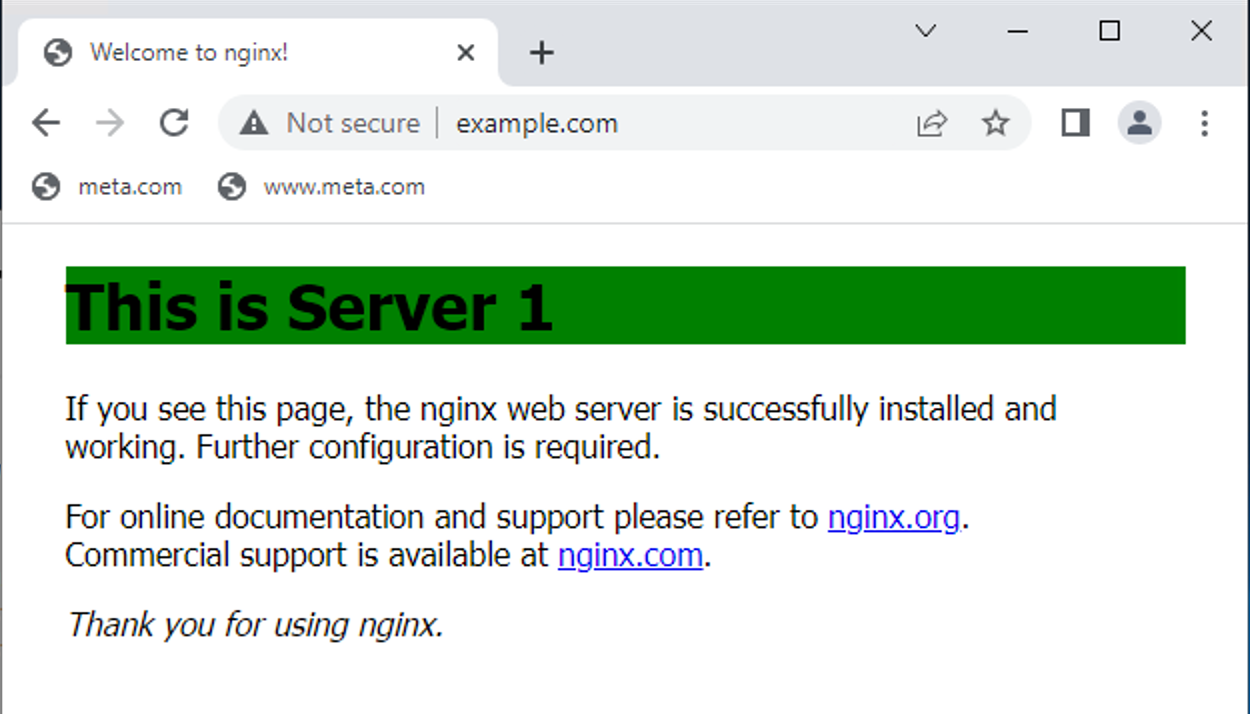 Welcome to nginx!
Not secure example.com
meta.com www.meta.com
This is Server 1
If you see this page, the nginx web server is successfully installed and
working. Further configuration is required.
For online documentation and support please refer to nginx.org.
Commercial support is available at nginx.com.
Thank you for using nginx.